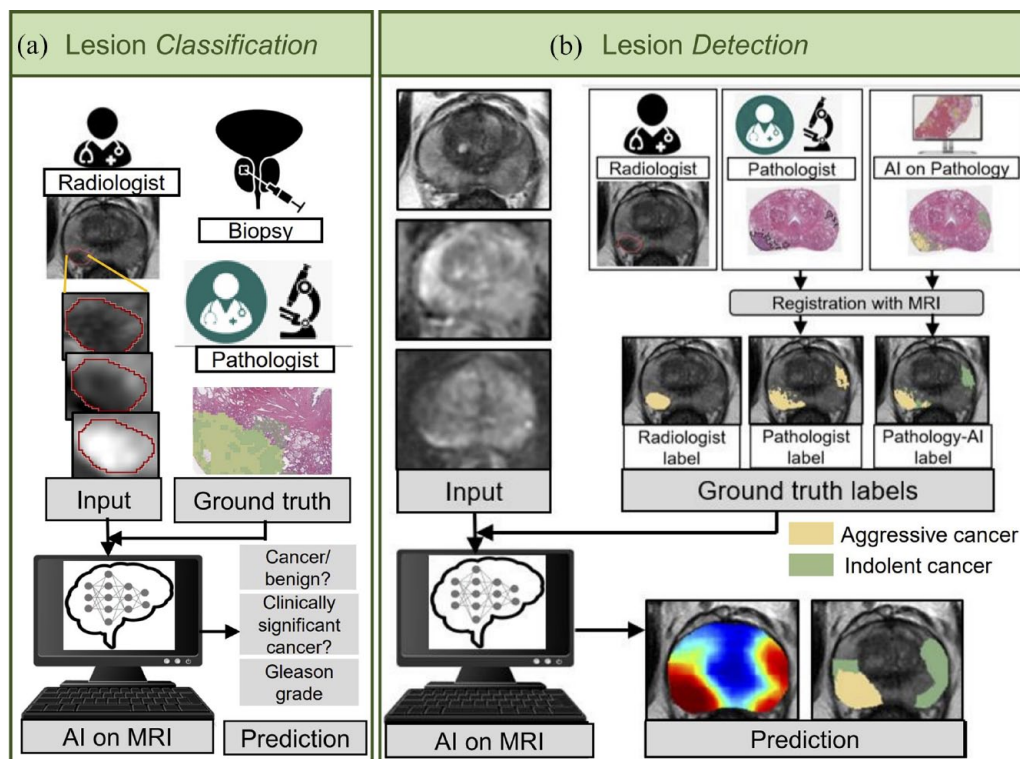 (a) Lesion Classification
Radiologist
Biopsy
Pathologist
Input
Ground truth
Cancer/
benign?
Clinically
significant
cancer?
Gleason
grade
AI on MRI
Prediction
(b) Lesion Detection
Radiologist
Pathologist
AI on Pathology
Registration with MRI
Radiologist
label
Pathologist
label
Pathology-AI
label
Input
Ground truth labels
Aggressive cancer
Indolent cancer
AI on MRI
Prediction